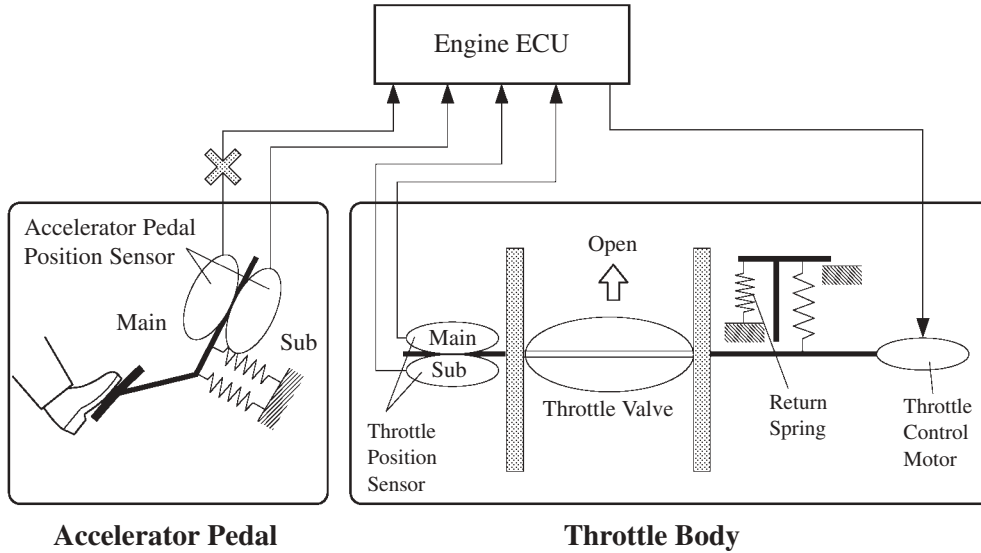 Engine ECU
Accelerator Pedal
Position Sensor
Main
Sub
Open
Main
Sub
Throttle Valve
Throttle
Position
Sensor
Return
Spring
Throttle
Control
Motor
Accelerator Pedal
Throttle Body